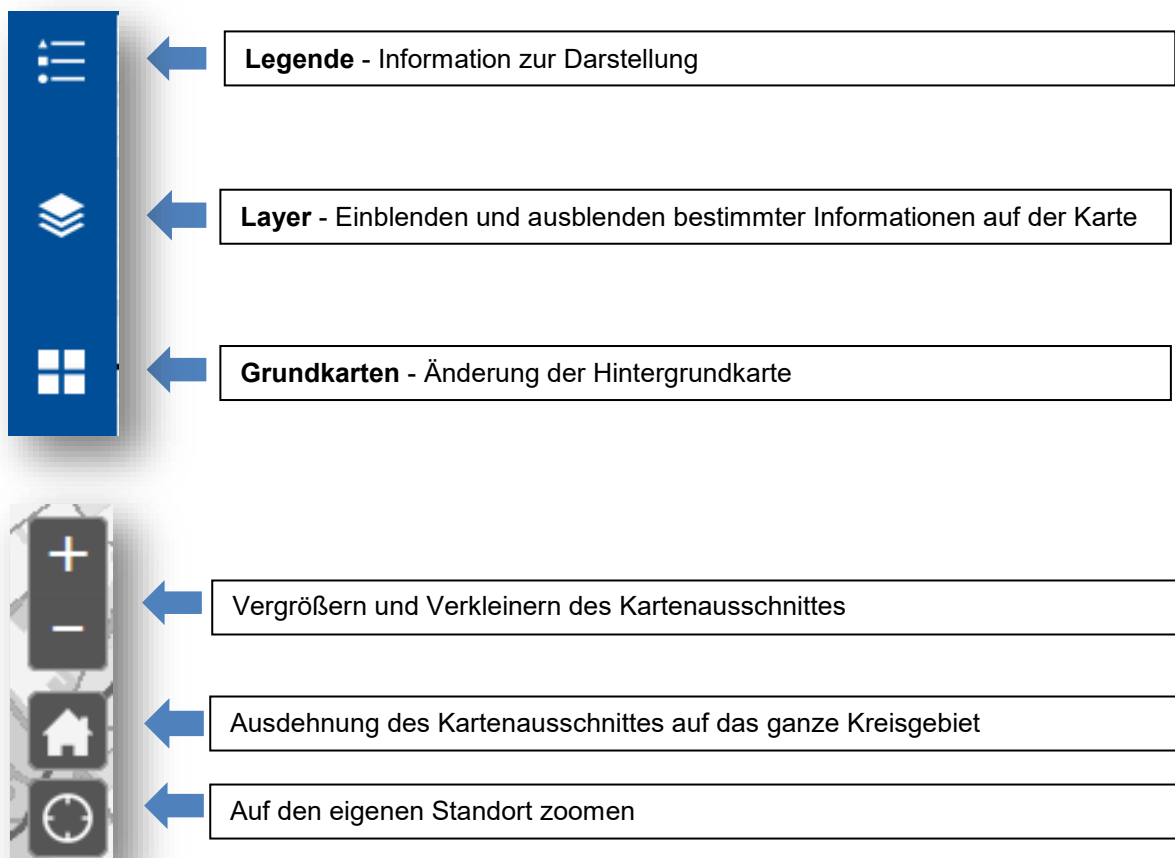 Legende - Information zur Darstellung
Layer - Einblenden und ausblenden bestimmter Informationen auf der Karte
Grundkarten - Änderung der Hintergrundkarte
Vergrößern und Verkleinern des Kartenausschnittes
Ausdehnung des Kartenausschnittes auf das ganze Kreisgebiet
Auf den eigenen Standort zoomen